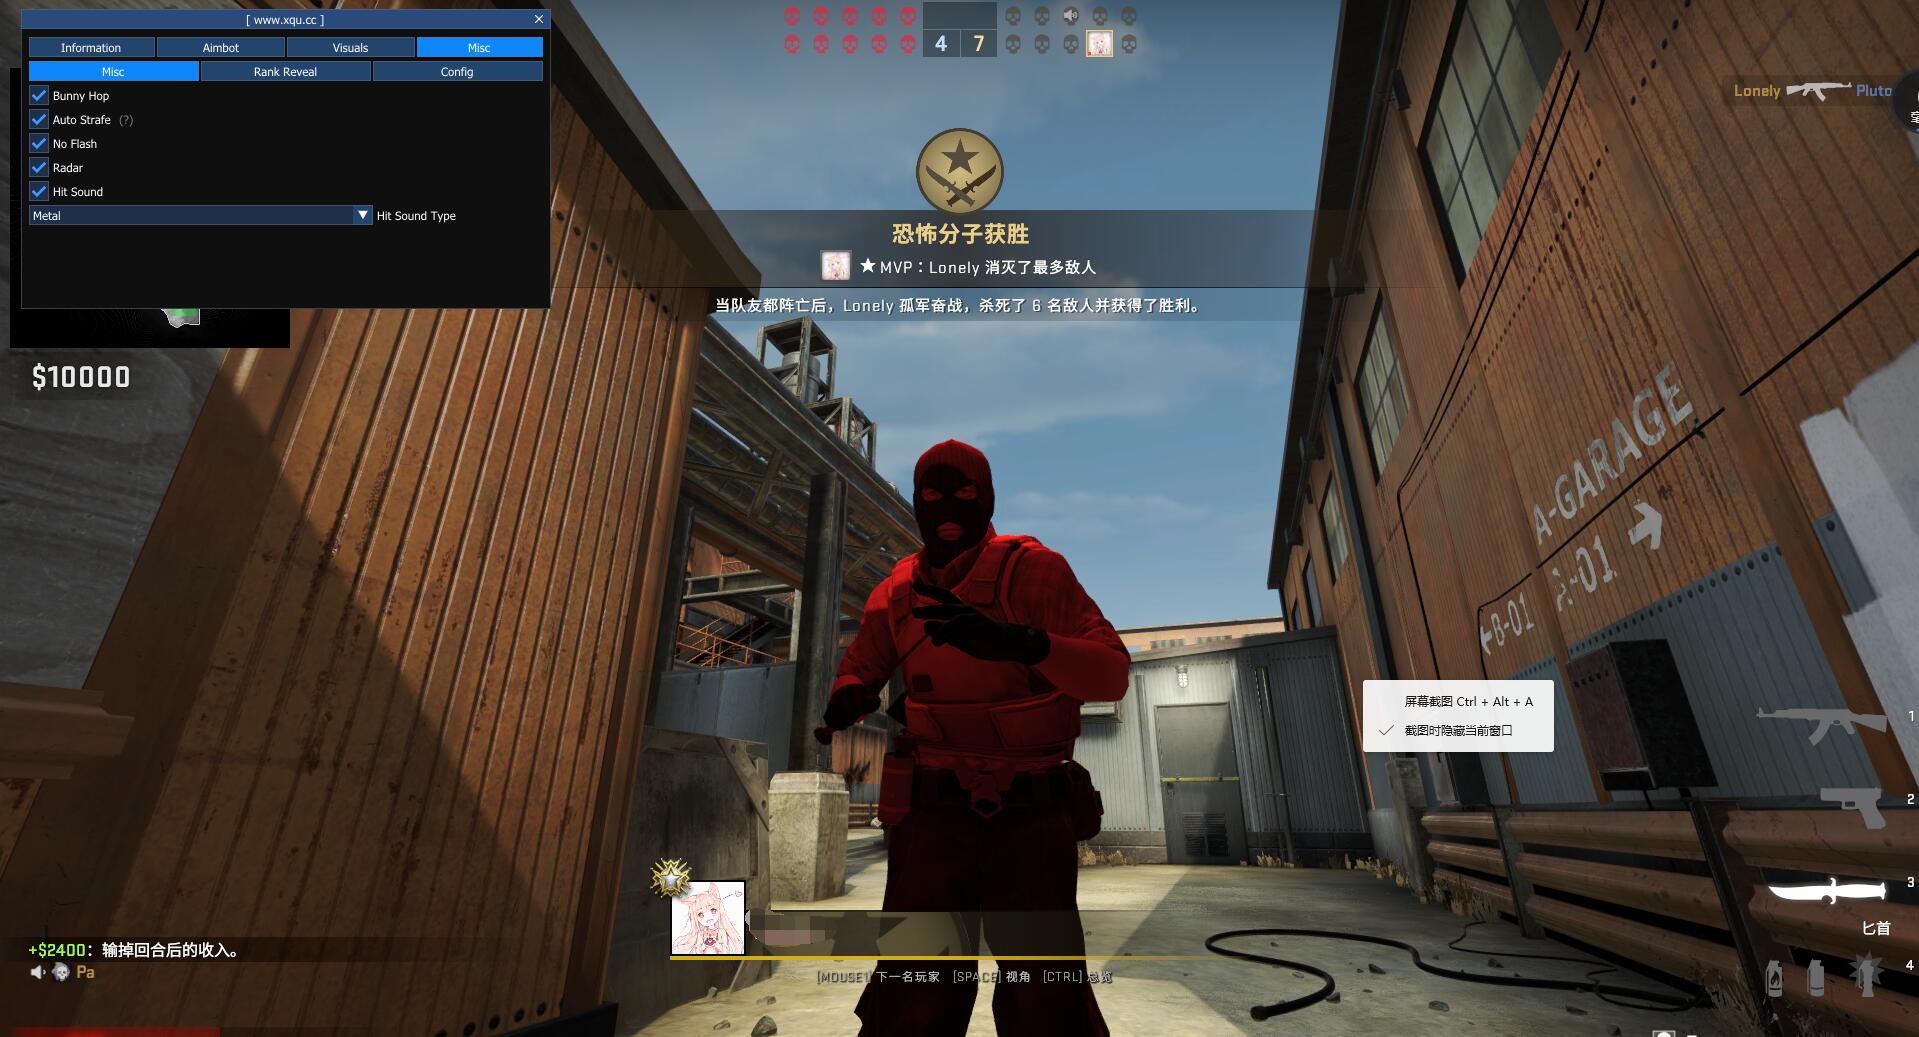 [ www.xqu.cc ]
Information
Aimbot
Visuals
Misc
Misc
Rank Reveal
Config
Bunny Hop
Auto Strafe (?)
No Flash
Radar
Hit Sound
Metal
Hit Sound Type
4 7
Lonely Pluto
恐怖分子获胜
MVP：Lonely 消灭了最多敌人
当队友都阵亡后，Lonely 孤军奋战，杀死了 6 名敌人并获得了胜利。
$10000
A-GARAGE
A-01
B-01
屏幕截图 Ctrl + Alt + A
截图时隐藏当前窗口
1
2
3
匕首
4
+$2400：输掉回合后的收入。
Pa
[MOUSE1] 下一名玩家 [SPACE] 视角 [CTRL] 总览